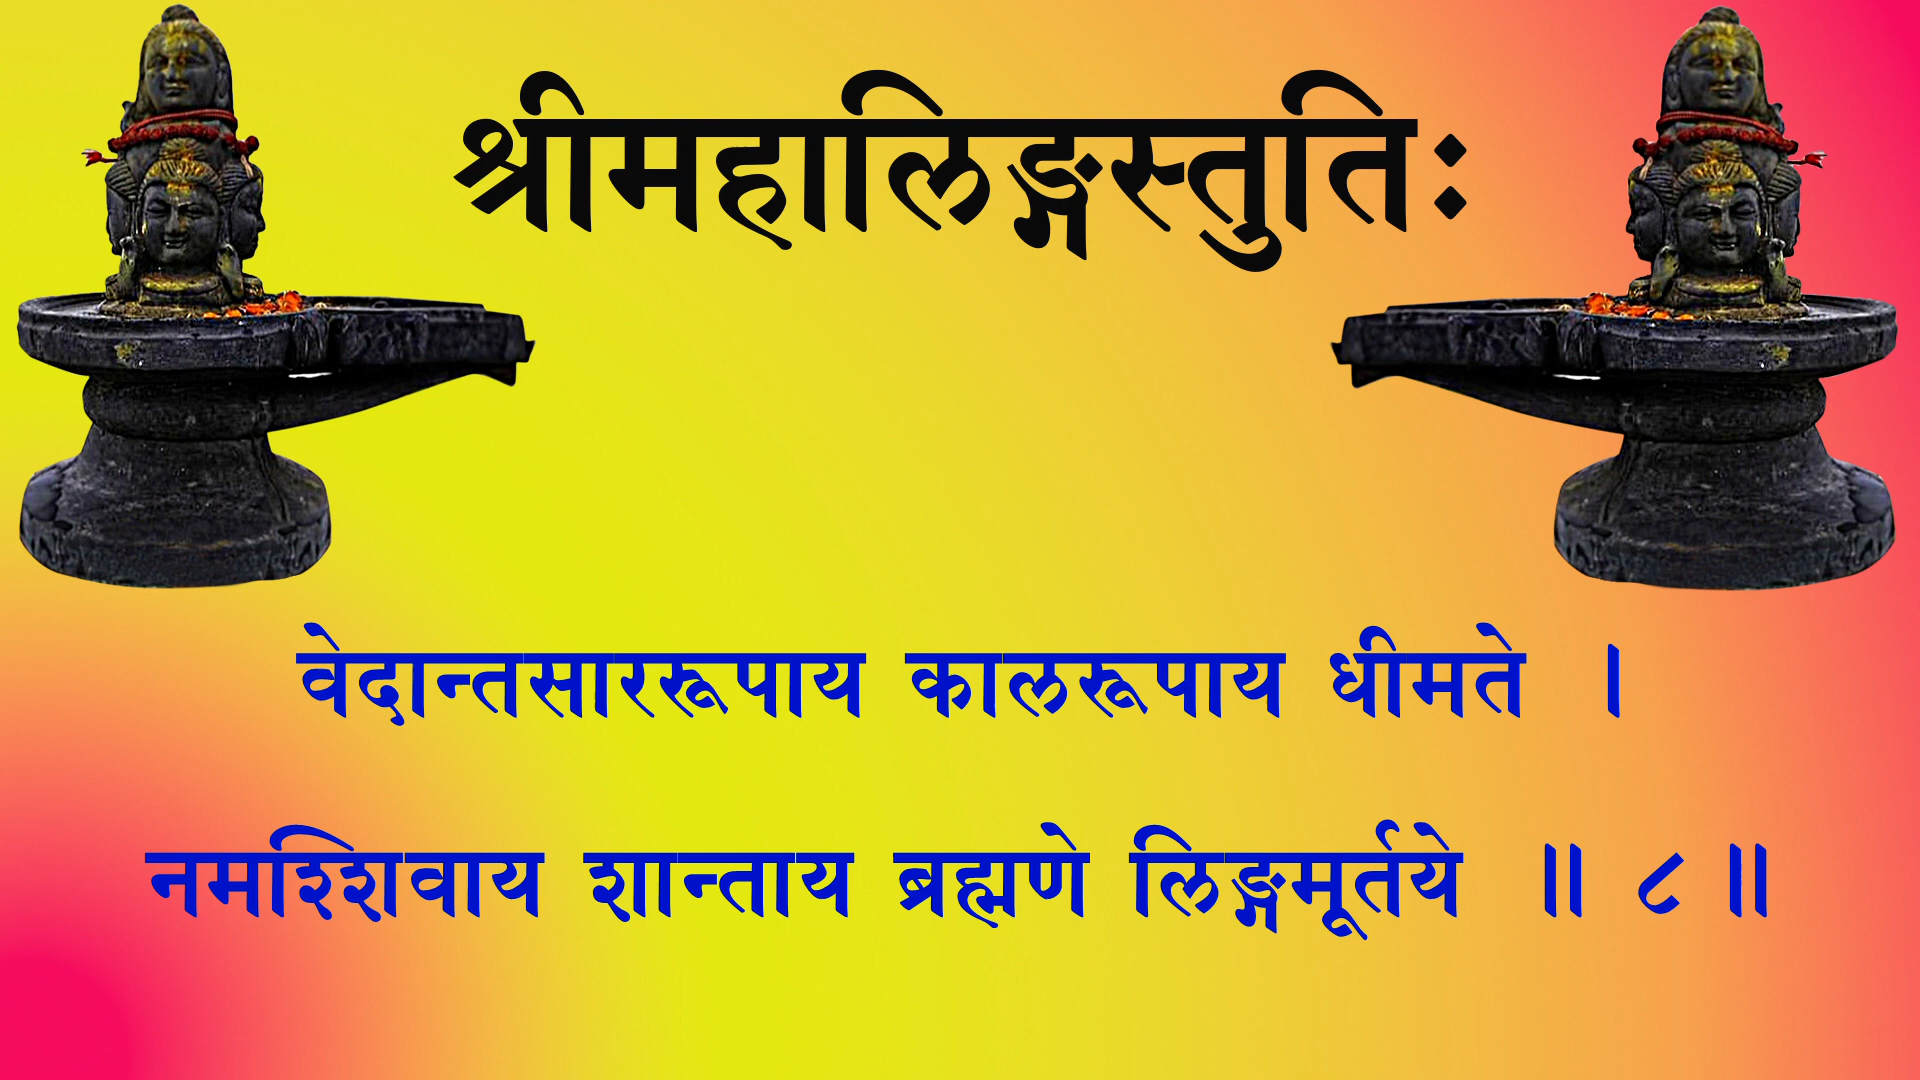 श्रीमहालिङ्गस्तुतिः
वेदान्तसाररूपाय कालरूपाय धीमते ।
नमश्शिवाय शान्ताय ब्रह्मणे लिङ्गमूर्तये ॥ ८ ॥